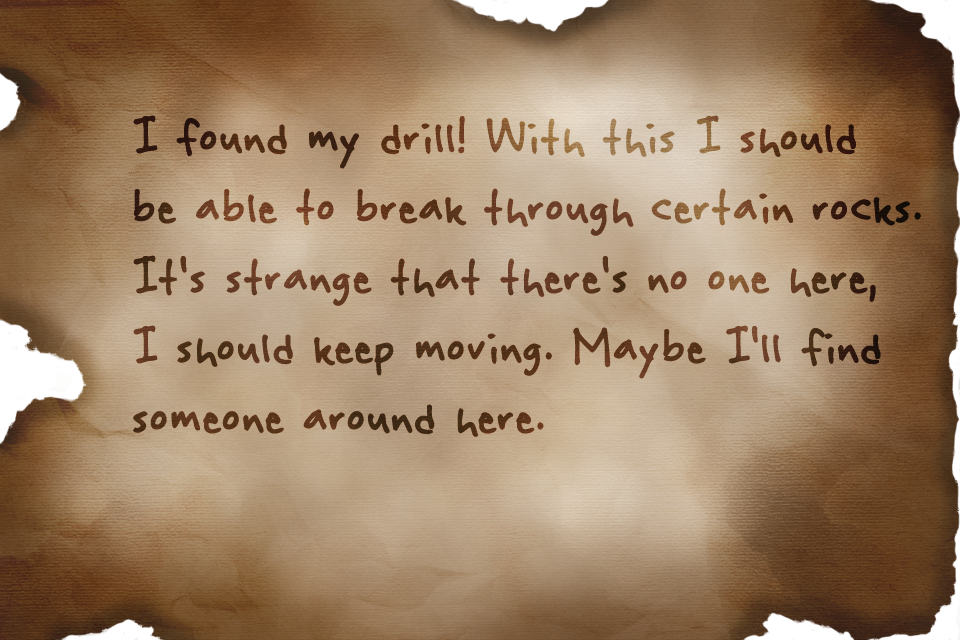 I found my drill! With this I should
be able to break through certain rocks.
It's strange that there's no one here,
I should keep moving. Maybe I'll find
someone around here.